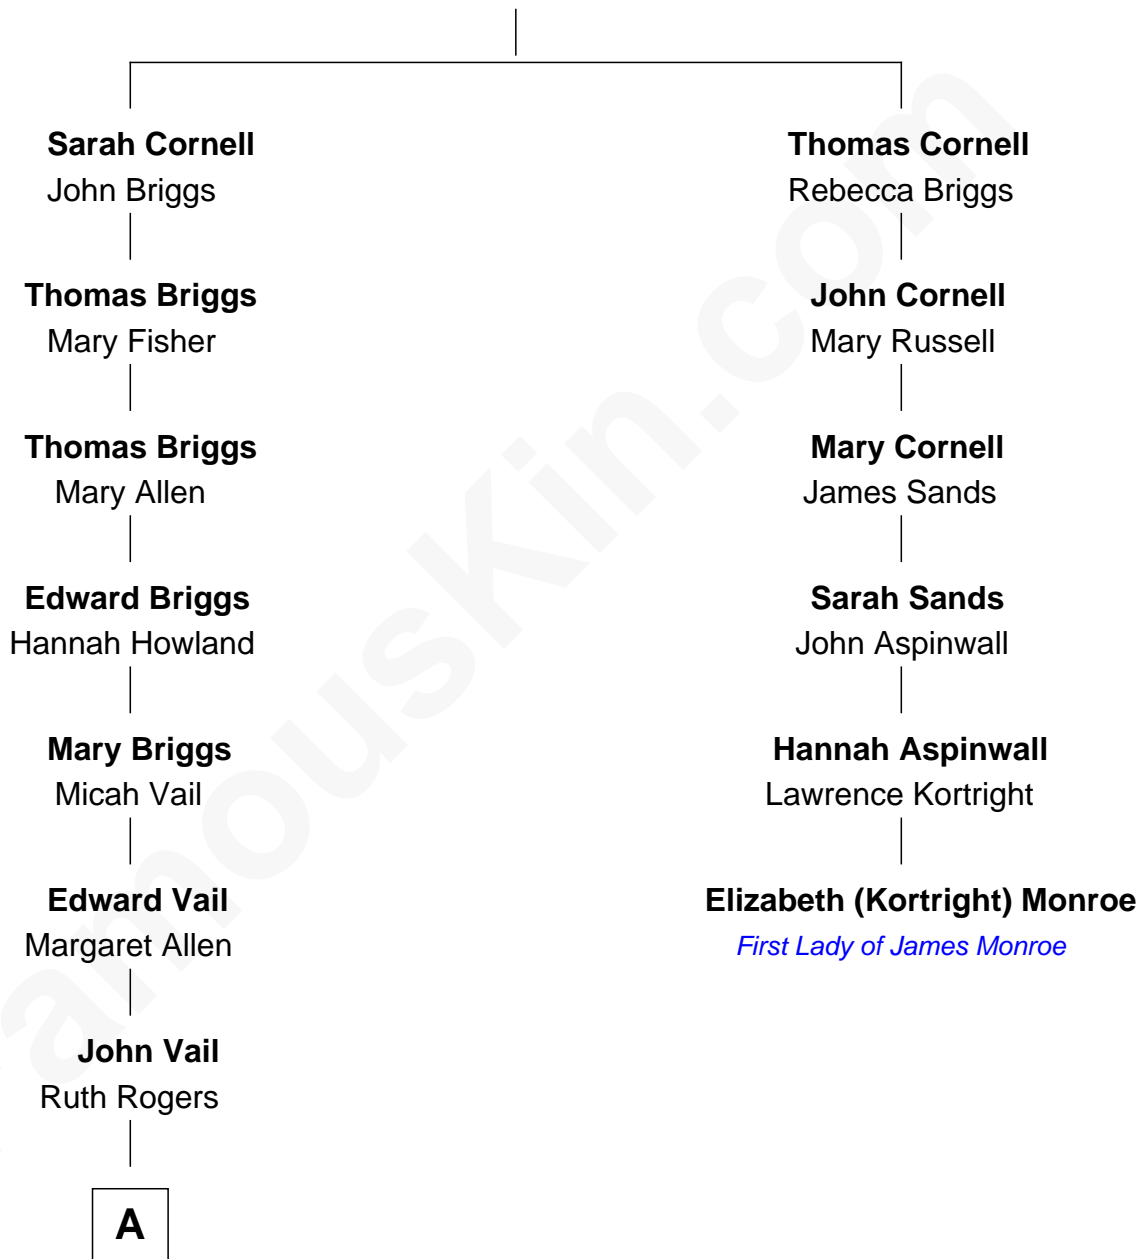 Sarah Cornell
John Briggs
Thomas Briggs
Mary Fisher
Thomas Briggs
Mary Allen
Edward Briggs
Hannah Howland
Mary Briggs
Micah Vail
Edward Vail
Margaret Allen
John Vail
Ruth Rogers
A
Thomas Cornell
Rebecca Briggs
John Cornell
Mary Russell
Mary Cornell
James Sands
Sarah Sands
John Aspinwall
Hannah Aspinwall
Lawrence Kortright
Elizabeth (Kortright) Monroe
First Lady of James Monroe
amouskin.com